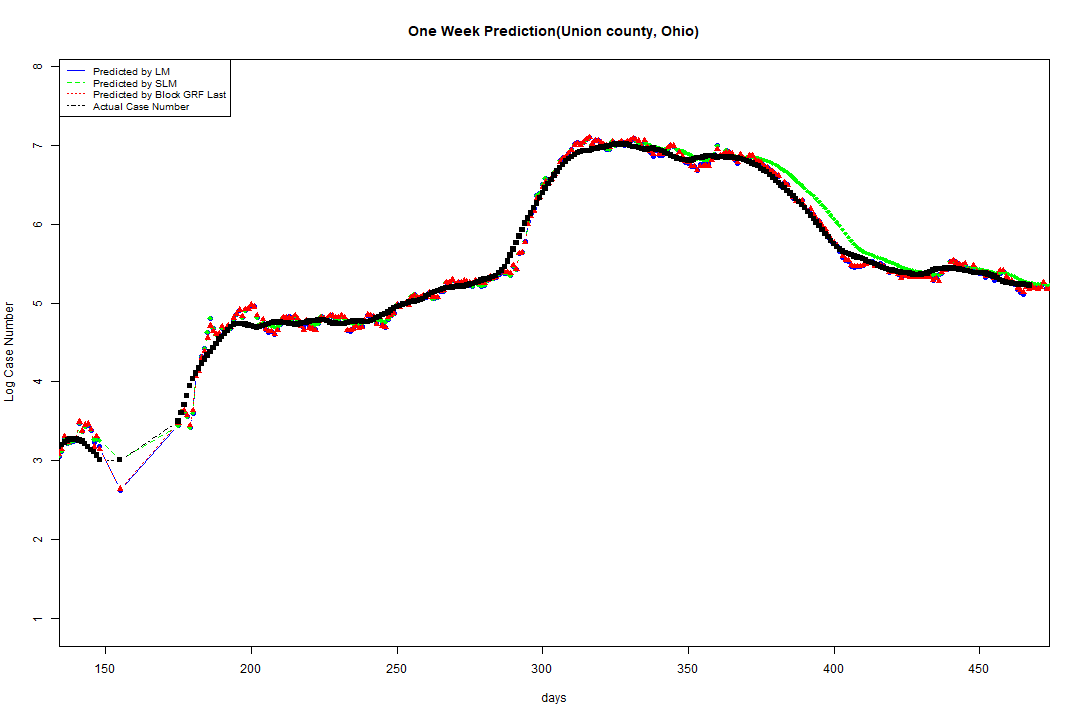 One Week Prediction(Union county, Ohio)
Predicted by LM
Predicted by SLM
Predicted by Block GRF Last
Actual Case Number
8
7
6
5
4
3
2
1
Log Case Number
150 200 250 300 350 400 450
days